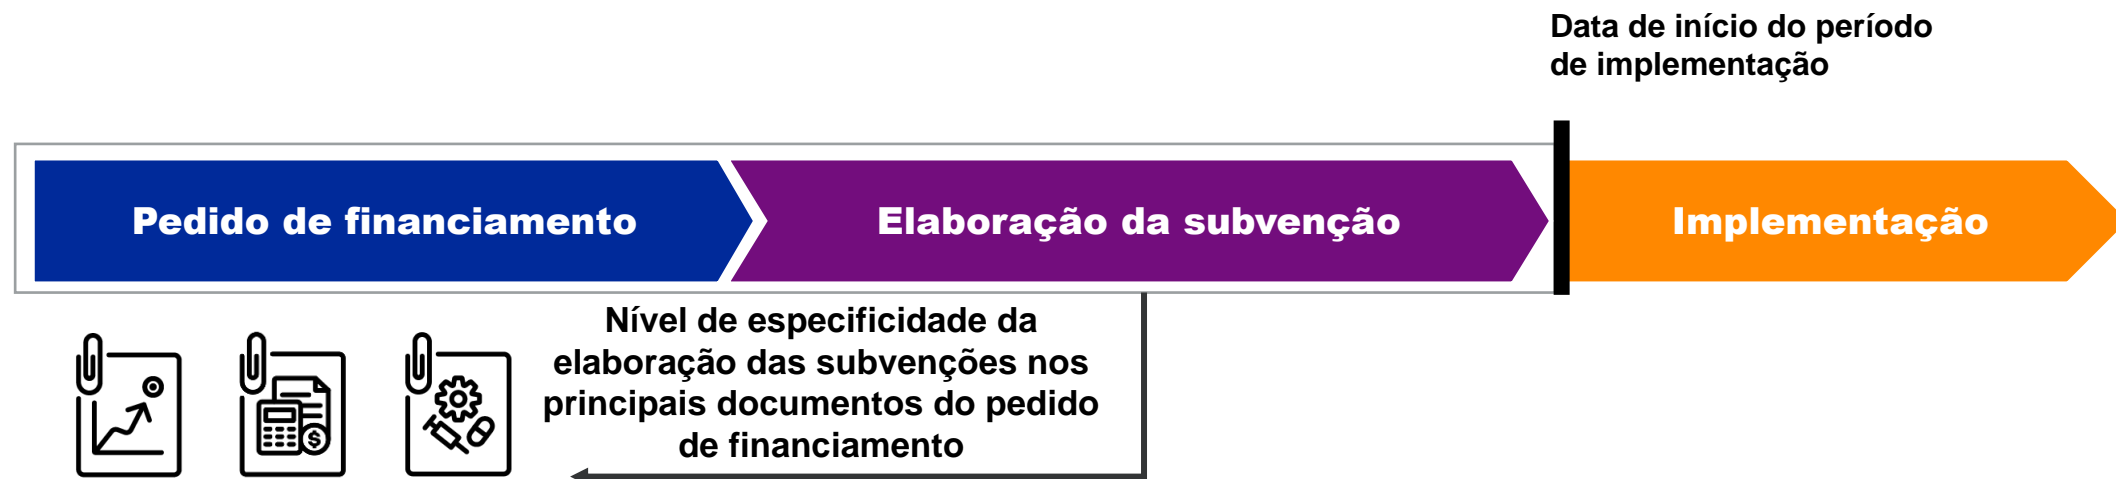 Data de início do período
de implementação
Pedido de financiamento
Elaboração da subvenção
Implementação
Nível de especificidade da
elaboração das subvenções nos
principais documentos do pedido
de financiamento
$